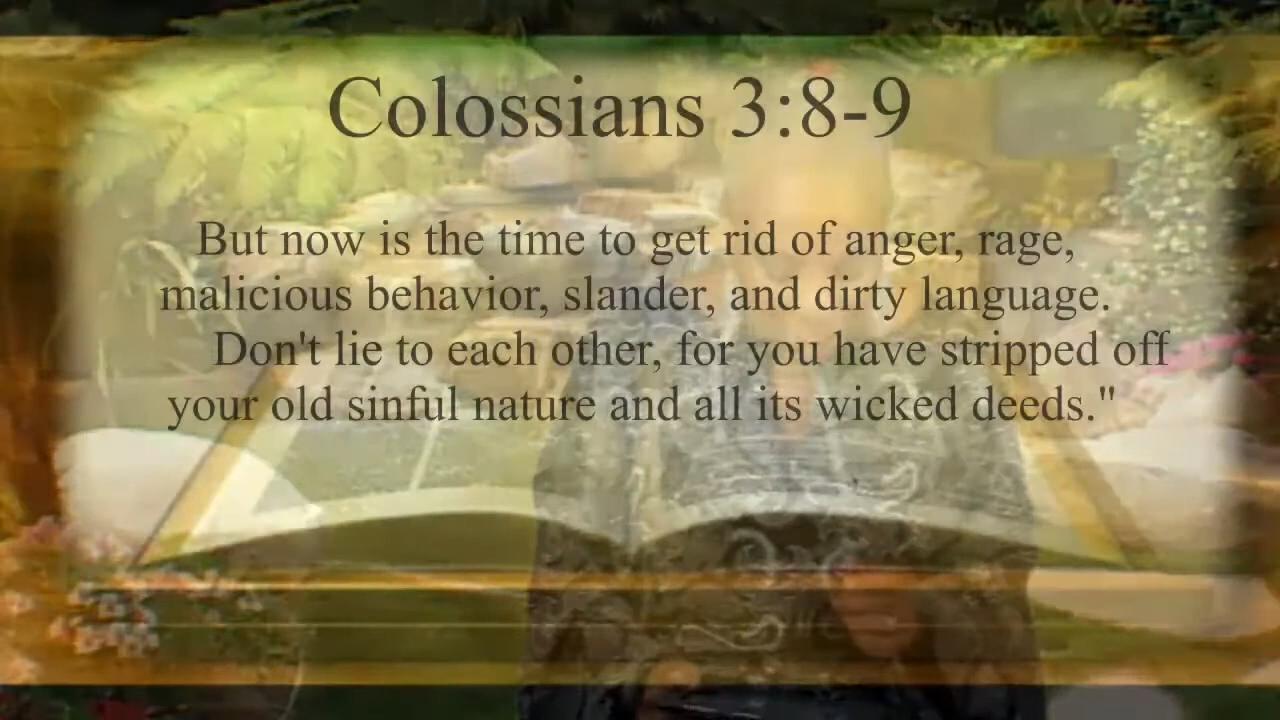 Colossians 3:8-9
But now is the time to get rid of anger, rage,
malicious behavior, slander, and dirty language.
Don't lie to each other, for you have stripped off
your old sinful nature and all its wicked deeds."